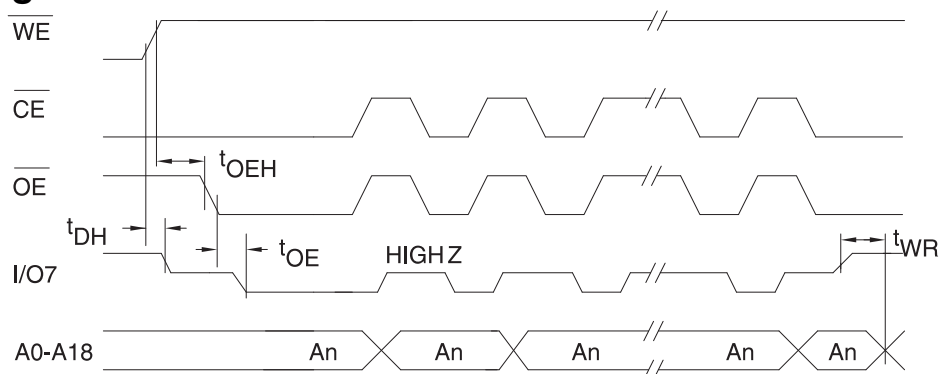 WE
CE
tOEH
OE
tDH
tOE
HIGH Z
tWR
I/O7
A0-A18 An An An An An